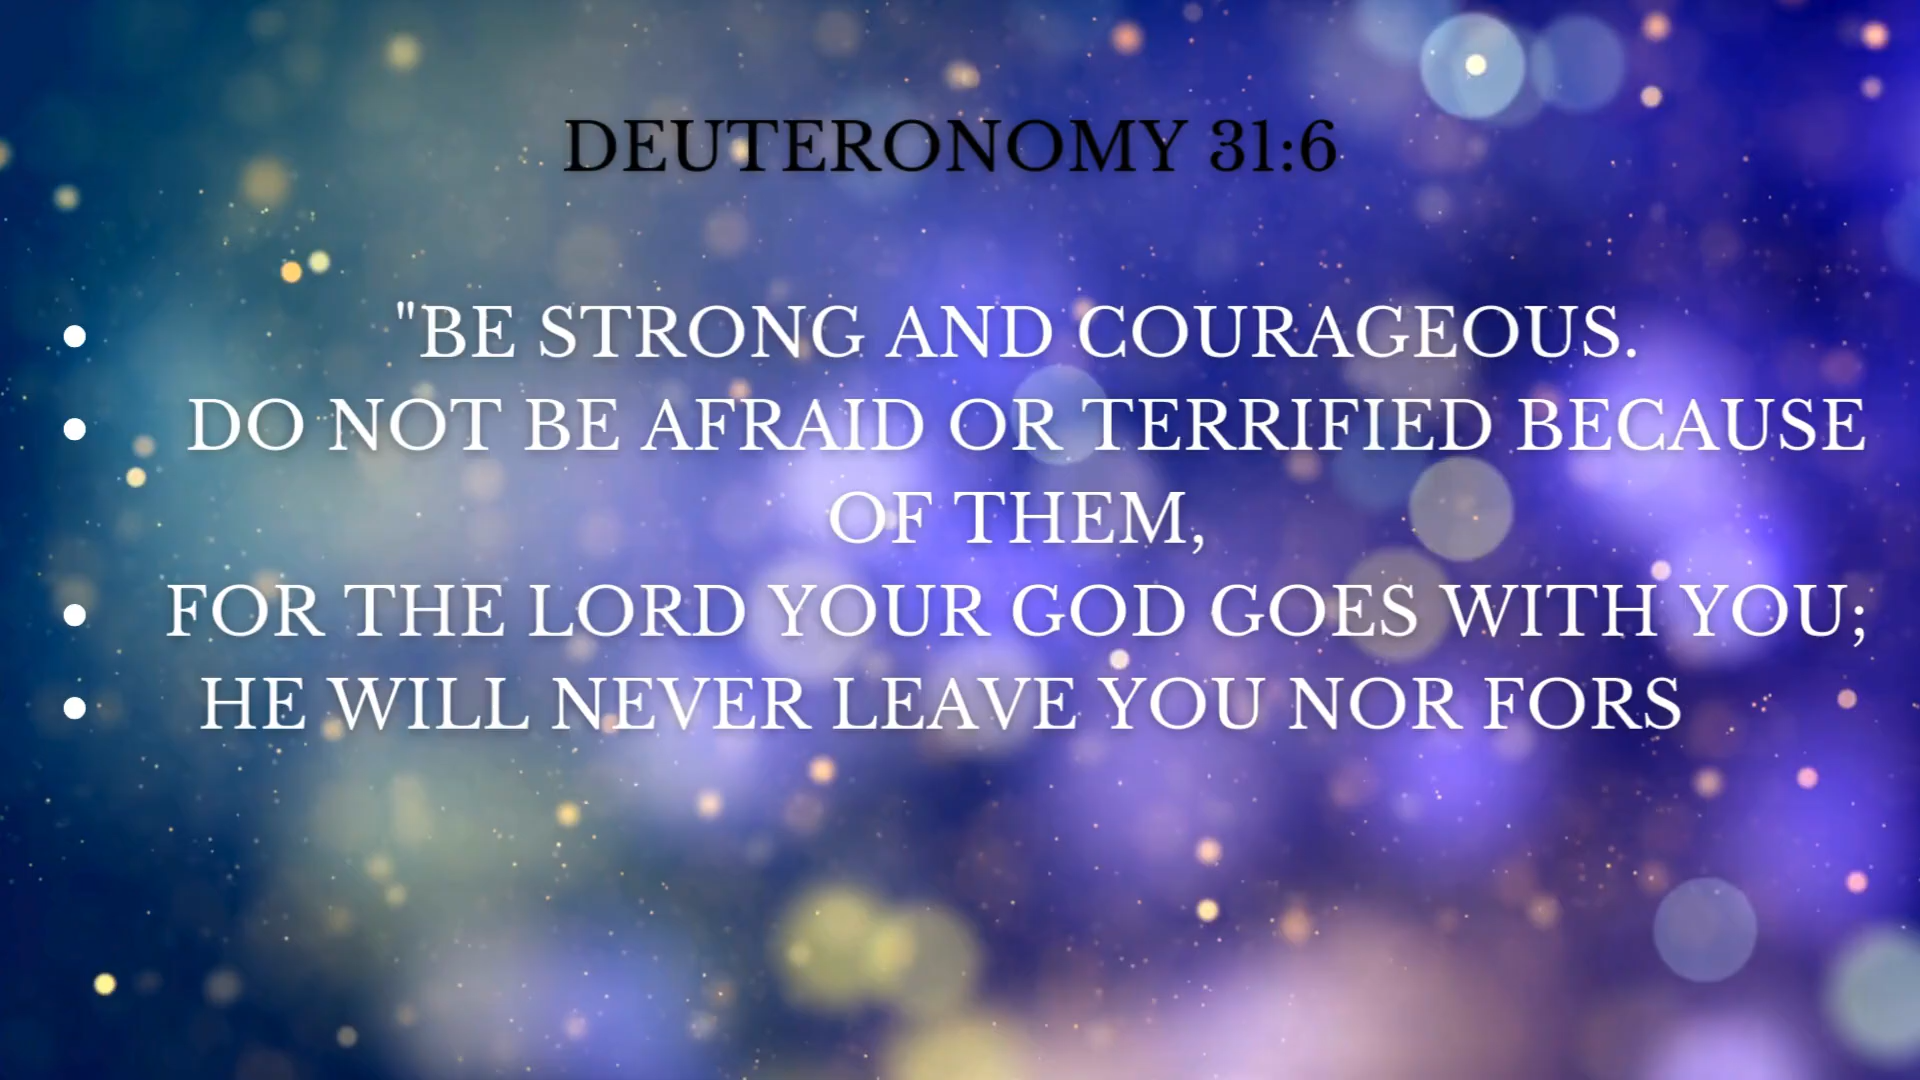 DEUTERONOMY 31:6
• "BE STRONG AND COURAGEOUS.
• DO NOT BE AFRAID OR TERRIFIED BECAUSE
OF THEM,
• FOR THE LORD YOUR GOD GOES WITH YOU;
• HE WILL NEVER LEAVE YOU NOR FORS